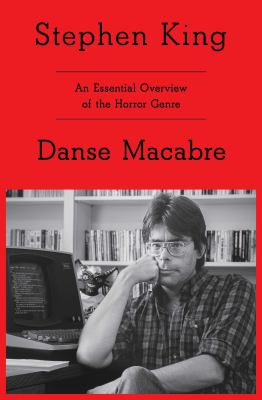 Stephen King
An Essential Overview
of the Horror Genre
Danse Macabre